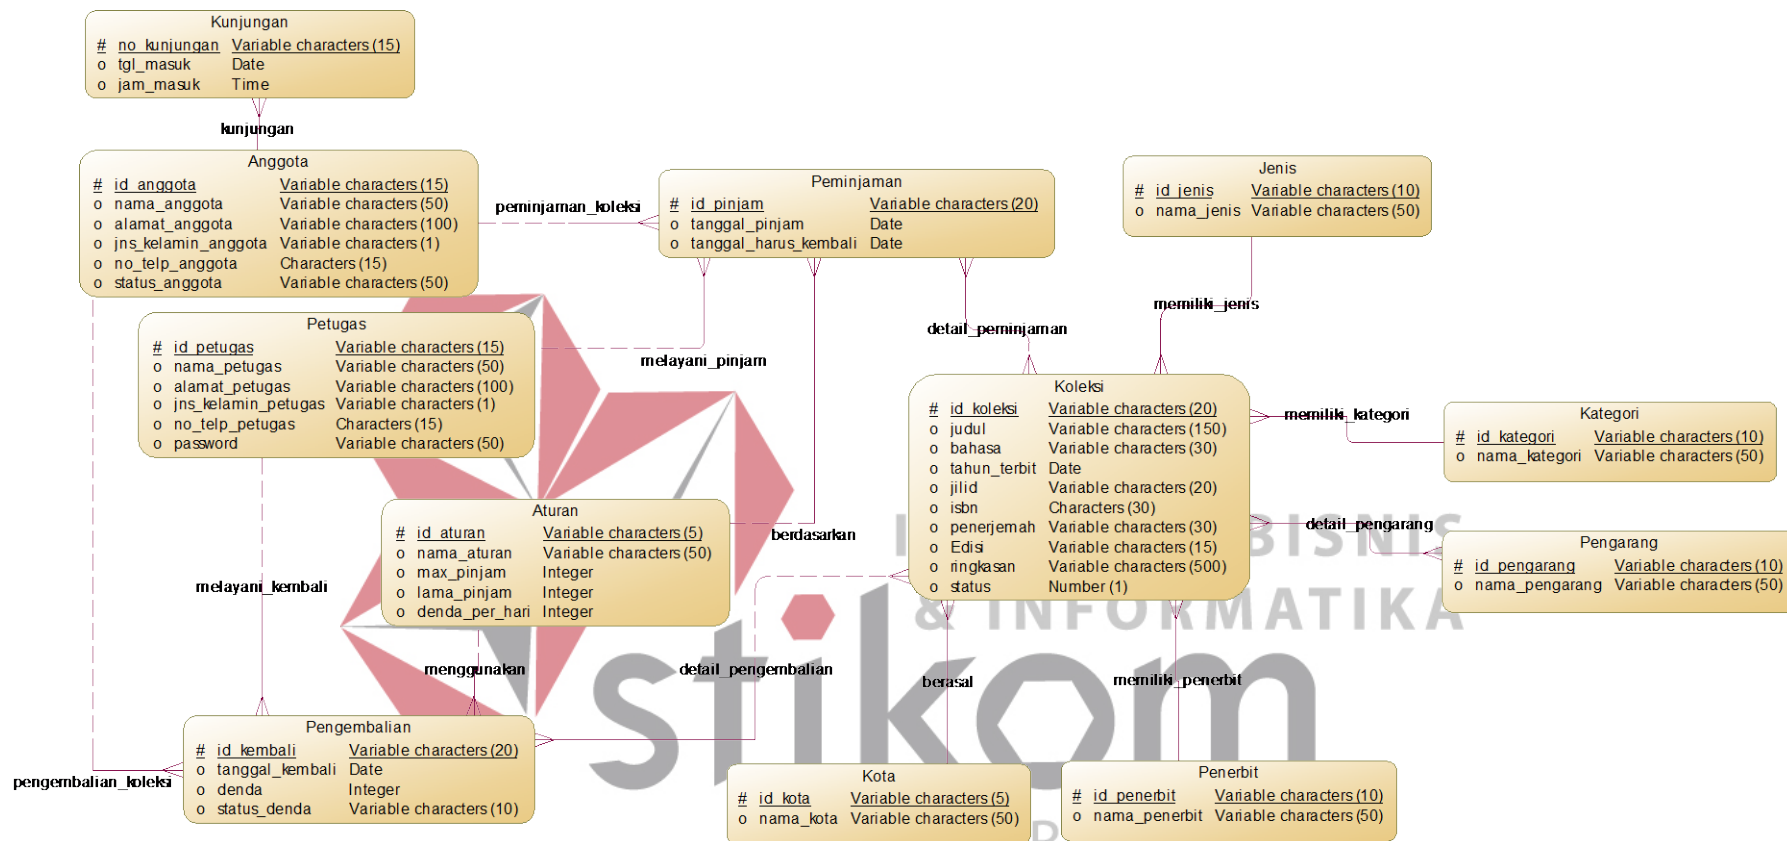 Kunjungan
# no_kunjungan Variable characters (15)
o tgl_masuk Date
o jam_masuk Time
kunjungan
Anggota
# id_anggota Variable characters (15)
o nama_anggota Variable characters (50)
o alamat_anggota Variable characters (100)
o jns_kelamin_anggota Variable characters (1)
o no_telp_anggota Characters (15)
o status_anggota Variable characters (50)
peminjaman_koleksi
Peminjaman
# id_pinjam Variable characters (20)
o tanggal_pinjam Date
o tanggal_harus_kembali Date
Jenis
# id_jenis Variable characters (10)
o nama_jenis Variable characters (50)
memiliki_jenis
detail_peminjaman
melayani_pinjam
Petugas
# id_petugas Variable characters (15)
o nama_petugas Variable characters (50)
o alamat_petugas Variable characters (100)
o jns_kelamin_petugas Variable characters (1)
o no_telp_petugas Characters (15)
o password Variable characters (50)
Koleksi
# id_koleksi Variable characters (20)
o judul Variable characters (150)
o bahasa Variable characters (30)
o tahun_terbit Date
o jilid Variable characters (20)
o isbn Characters (30)
o penerjemah Variable characters (30)
o Edisi Variable characters (15)
o ringkasan Variable characters (500)
o status Number (1)
memiliki_kategori
Kategori
# id_kategori Variable characters (10)
o nama_kategori Variable characters (50)
detail_pengarang
Pengarang
# id_pengarang Variable characters (10)
o nama_pengarang Variable characters (50)
Aturan
# id_aturan Variable characters (5)
o nama_aturan Variable characters (50)
o max_pinjam Integer
o lama_pinjam Integer
o denda_per_hari Integer
berdasarkan
melayani_kembali
menggunakan
detail_pengembalian
berasal
memiliki_penerbit
pengembalian_koleksi
Pengembalian
# id_kembali Variable characters (20)
o tanggal_kembali Date
o denda Integer
o status_denda Variable characters (10)
Kota
# id_kota Variable characters (5)
o nama_kota Variable characters (50)
Penerbit
# id_penerbit Variable characters (10)
o nama_penerbit Variable characters (50)
BISNIS
& INFORMATIKA
stikom